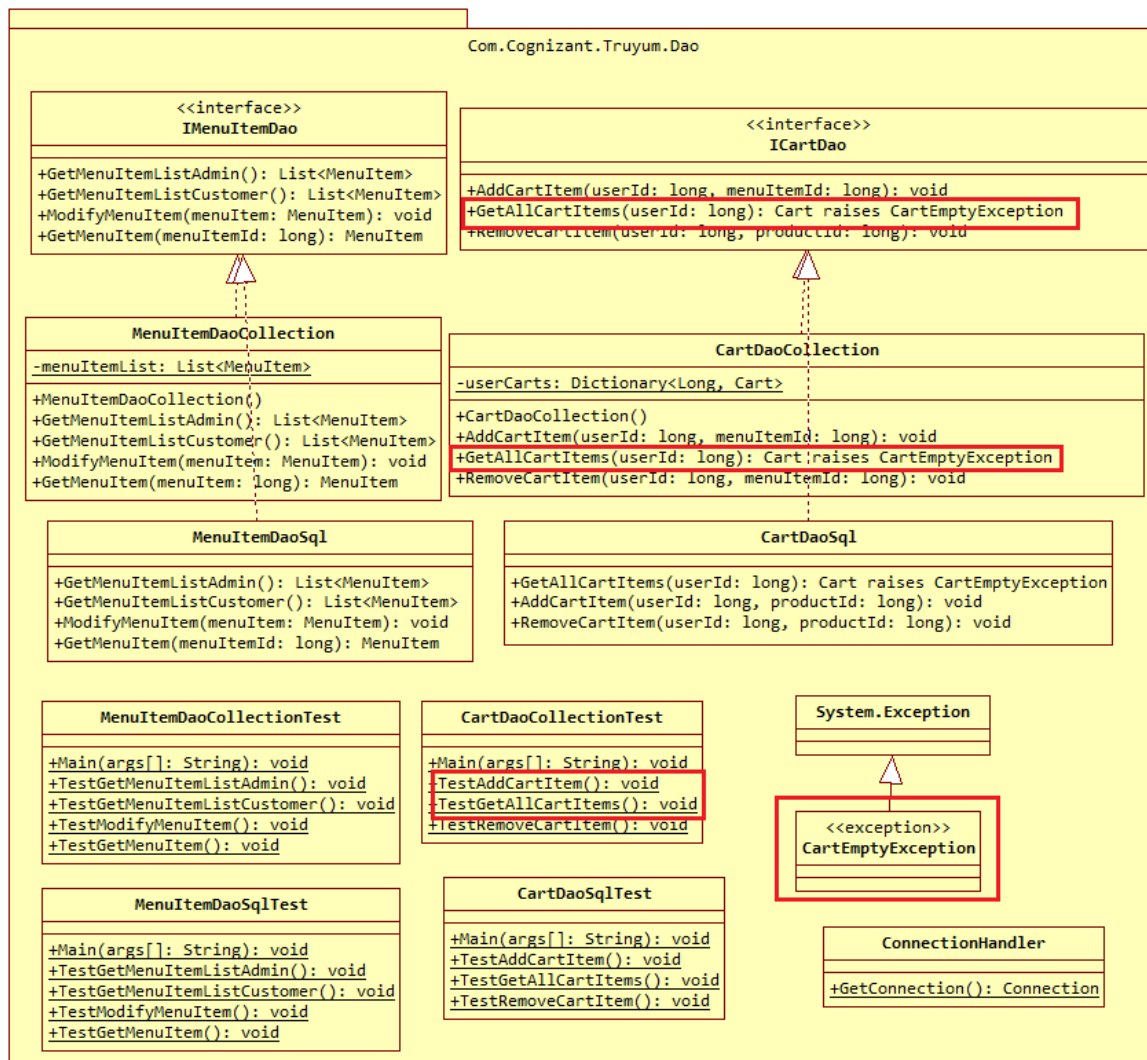 Com.Cognizant.Truyum.Dao
<<interface>>
IMenuItemDao
+GetMenuItemListAdmin(): List<MenuItem>
+GetMenuItemListCustomer(): List<MenuItem>
+ModifyMenuItem(menuItem: MenuItem): void
+GetMenuItem(menuItemId: long): MenuItem
<<interface>>
ICartDao
+AddCartItem(userId: long, menuItemId: long): void
+GetAllCartItems(userId: long): Cart raises CartEmptyException
+RemoveCartItem(userId: long, productId: long): void
MenuItemDaoCollection
-menuItemList: List<MenuItem>
+MenuItemDaoCollection()
+GetMenuItemListAdmin(): List<MenuItem>
+GetMenuItemListCustomer(): List<MenuItem>
+ModifyMenuItem(menuItem: MenuItem): void
+GetMenuItem(menuItem: long): MenuItem
CartDaoCollection
-userCarts: Dictionary<Long, Cart>
+CartDaoCollection()
+AddCartItem(userId: long, menuItemId: long): void
+GetAllCartItems(userId: long): Cart raises CartEmptyException
+RemoveCartItem(userId: long, menuItemId: long): void
MenuItemDaoSql
+GetMenuItemListAdmin(): List<MenuItem>
+GetMenuItemListCustomer(): List<MenuItem>
+ModifyMenuItem(menuItem: MenuItem): void
+GetMenuItem(menuItemId: long): MenuItem
CartDaoSql
+GetAllCartItems(userId: long): Cart raises CartEmptyException
+AddCartItem(userId: long, productId: long): void
+RemoveCartItem(userId: long, productId: long): void
MenuItemDaoCollectionTest
+Main(args[]: String): void
+TestGetMenuItemListAdmin(): void
+TestGetMenuItemListCustomer(): void
+TestModifyMenuItem(): void
+TestGetMenuItem(): void
CartDaoCollectionTest
+Main(args[]: String): void
+TestAddCartItem(): void
+TestGetAllCartItems(): void
+TestRemoveCartItem(): void
System.Exception
<<exception>>
CartEmptyException
MenuItemDaoSqlTest
+Main(args[]: String): void
+TestGetMenuItemListAdmin(): void
+TestGetMenuItemListCustomer(): void
+TestModifyMenuItem(): void
+TestGetMenuItem(): void
CartDaoSqlTest
+Main(args[]: String): void
+TestAddCartItem(): void
+TestGetAllCartItems(): void
+TestRemoveCartItem(): void
ConnectionHandler
+GetConnection(): Connection